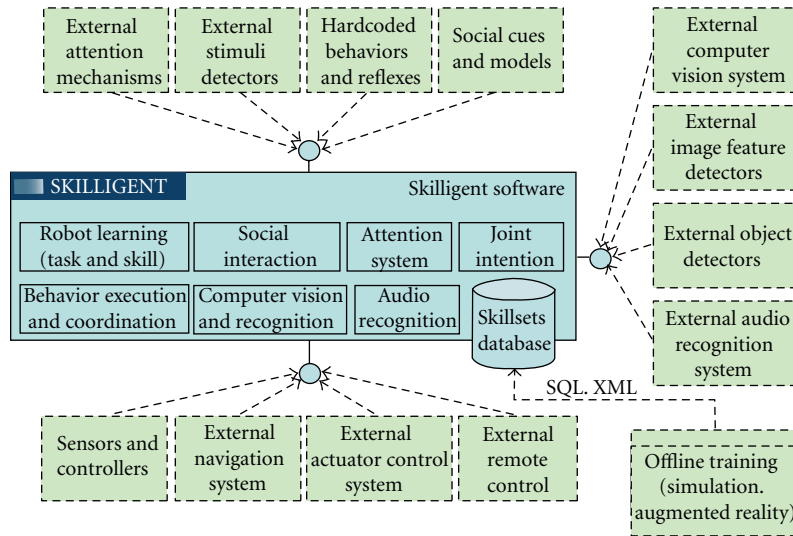 External
attention
mechanisms
External
stimuli
detectors
Hardcoded
behaviors
and reflexes
Social cues
and models
External
computer
vision system
External
image feature
detectors
External object
detectors
External audio
recognition
system
SKILLIGENT
Skilligent software
Robot learning
(task and skill)
Social
interaction
Attention
system
Joint
intention
Behavior execution
and coordination
Computer vision
and recognition
Audio
recognition
Skillsets
database
SQL. XML
Sensors and
controllers
External
navigation
system
External
actuator control
system
External
remote
control
Offline training
(simulation.
augmented reality)